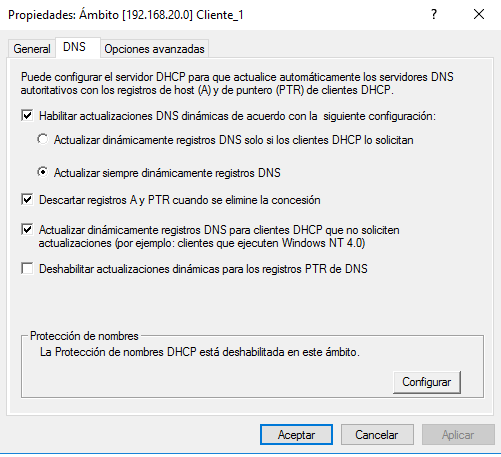 Propiedades: Ámbito [192.168.20.0] Cliente_1
General DNS Opciones avanzadas
Puede configurar el servidor DHCP para que actualice automáticamente los servidores DNS
autoritativos con los registros de host (A) y de puntero (PTR) de clientes DHCP.
Habilitar actualizaciones DNS dinámicas de acuerdo con la siguiente configuración:
Actualizar dinámicamente registros DNS solo si los clientes DHCP lo solicitan
Actualizar siempre dinámicamente registros DNS
Descartar registros A y PTR cuando se elimine la concesión
Actualizar dinámicamente registros DNS para clientes DHCP que no soliciten
actualizaciones (por ejemplo: clientes que ejecuten Windows NT 4.0)
Deshabilitar actualizaciones dinámicas para los registros PTR de DNS
Protección de nombres
La Protección de nombres DHCP está deshabilitada en este ámbito.
Configurar
Aceptar Cancelar Aplicar